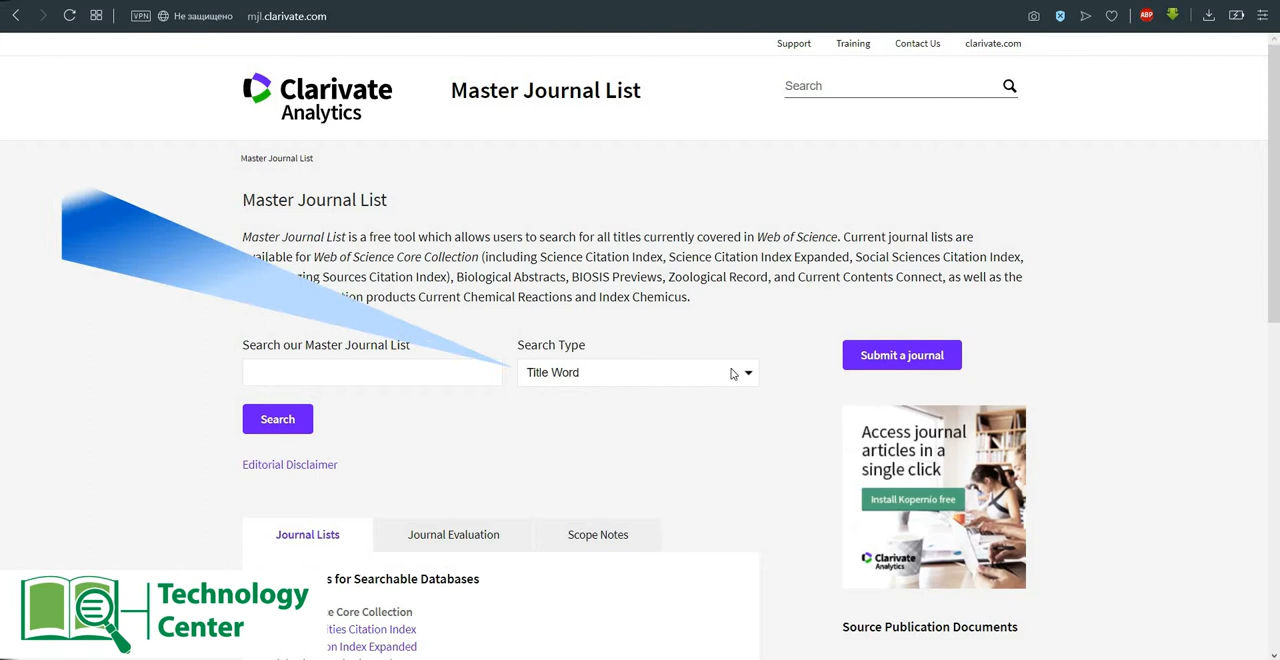 VPN
Не защищено
mjl.clarivate.com
ABP
Support Training Contact Us clarivate.com
Clarivate
Analytics
Master Journal List
Search
Master Journal List
Master Journal List
Master Journal List is a free tool which allows users to search for all titles currently covered in Web of Science. Current journal lists are
available for Web of Science Core Collection (including Science Citation Index, Science Citation Index Expanded, Social Sciences Citation Index,
Sources Citation Index), Biological Abstracts, BIOSIS Previews, Zoological Record, and Current Contents Connect, as well as the
products Current Chemical Reactions and Index Chemicus.
Search our Master Journal List
Search Type
Title Word
Submit a journal
Search
Editorial Disclaimer
Access journal
articles in a
single click
Install Kopernio free
Clarivate
Analytics
Journal Lists Journal Evaluation Scope Notes
for Searchable Databases
Core Collection
Citation Index
Index Expanded
Source Publication Documents
Technology
Center